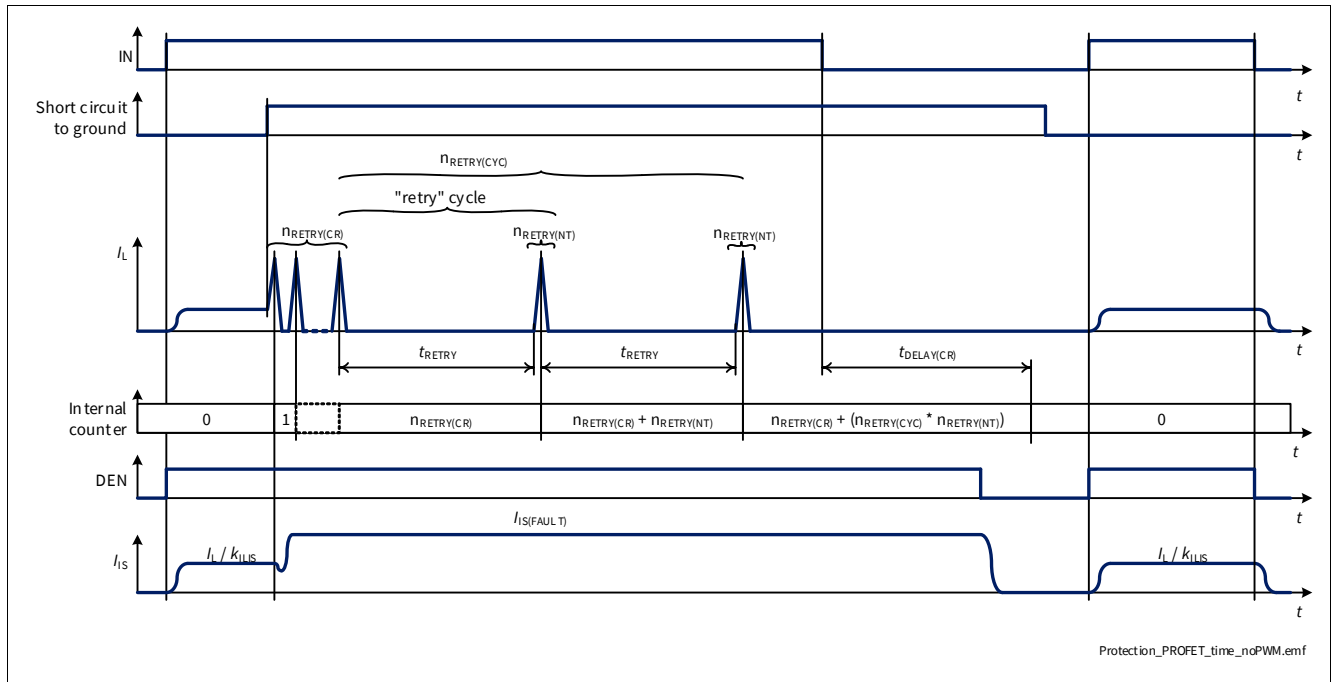 IN
t
Short circuit
to ground
t
nRETRY(CYC)
"retry" cycle
nRETRY(CR)
nRETRY(NT)
nRETRY(NT)
IL
t
tRETRY
tRETRY
tDELAY(CR)
Internal
counter
0
1
nRETRY(CR)
nRETRY(CR) + nRETRY(NT)
nRETRY(CR) + (nRETRY(CYC) * nRETRY(NT))
0
t
DEN
t
IIS(FAULT)
IIS
IL / kILIS
IL / kILIS
t
Protection_PROFET_time_noPWM.emf